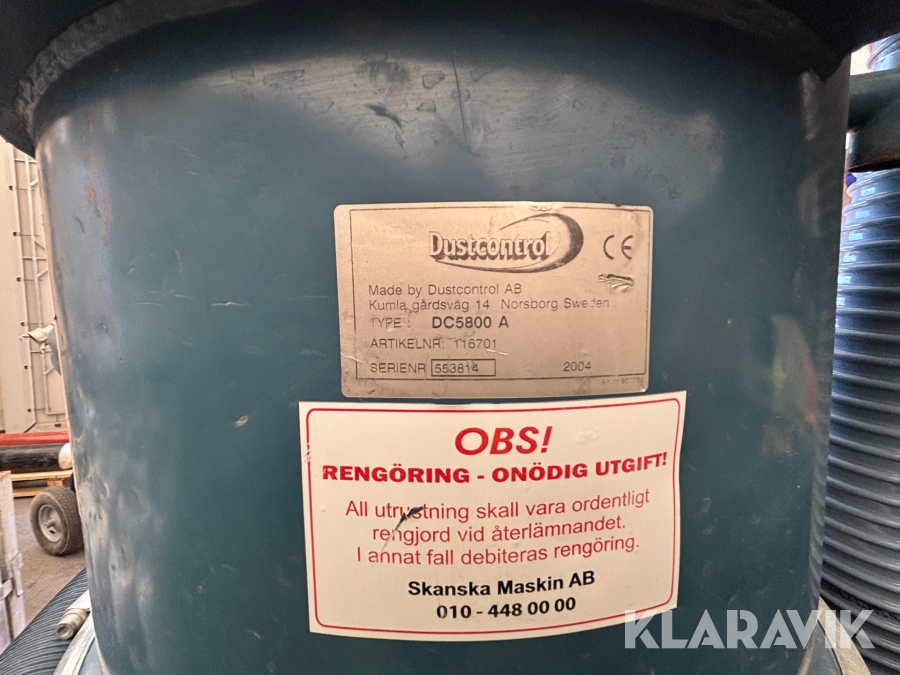 Dustcontrol
CE
Made by Dustcontrol AB
Kumla gårdsväg 14 Norsborg Sweden
TYPE : DC5800 A
ARTIKELNR: 116701
SERIENR 553814 2004
OBS!
RENGÖRING - ONÖDIG UTGIFT!
All utrustning skall vara ordentligt
rengjord vid återlämnandet.
I annat fall debiteras rengöring.
Skanska Maskin AB
010 - 448 00 00
KLARAVIK